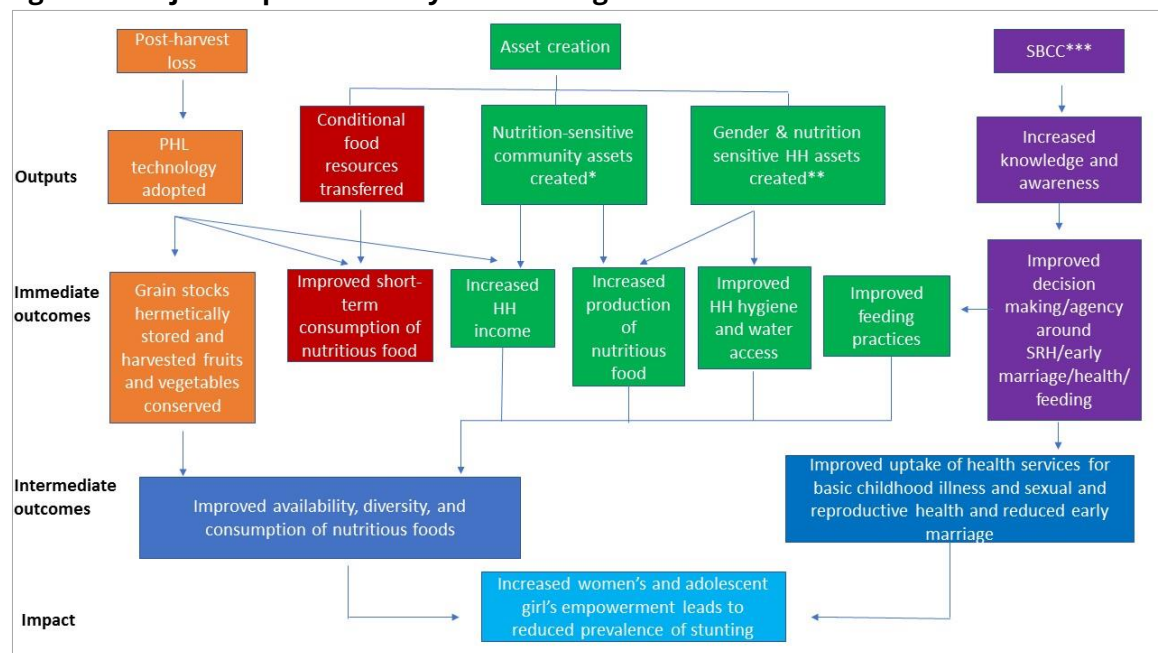 Post-harvest
loss
Asset creation
SBCC***
Outputs
PHL
technology
adopted
Conditional
food
resources
transferred
Nutrition-sensitive
community assets
created*
Gender & nutrition
sensitive HH assets
created**
Increased
knowledge and
awareness
Immediate
outcomes
Grain stocks
hermetically
stored and
harvested fruits
and vegetables
conserved
Improved short-
term
consumption of
nutritious food
Increased
HH
income
Increased
production
of
nutritious
food
Improved
HH hygiene
and water
access
Improved
feeding
practices
Improved
decision
making/agency
around
SRH/early
marriage/health/
feeding
Intermediate
outcomes
Improved availability, diversity, and
consumption of nutritious foods
Improved uptake of health services for
basic childhood illness and sexual and
reproductive health and reduced early
marriage
Impact
Increased women's and adolescent
girl's empowerment leads to
reduced prevalence of stunting